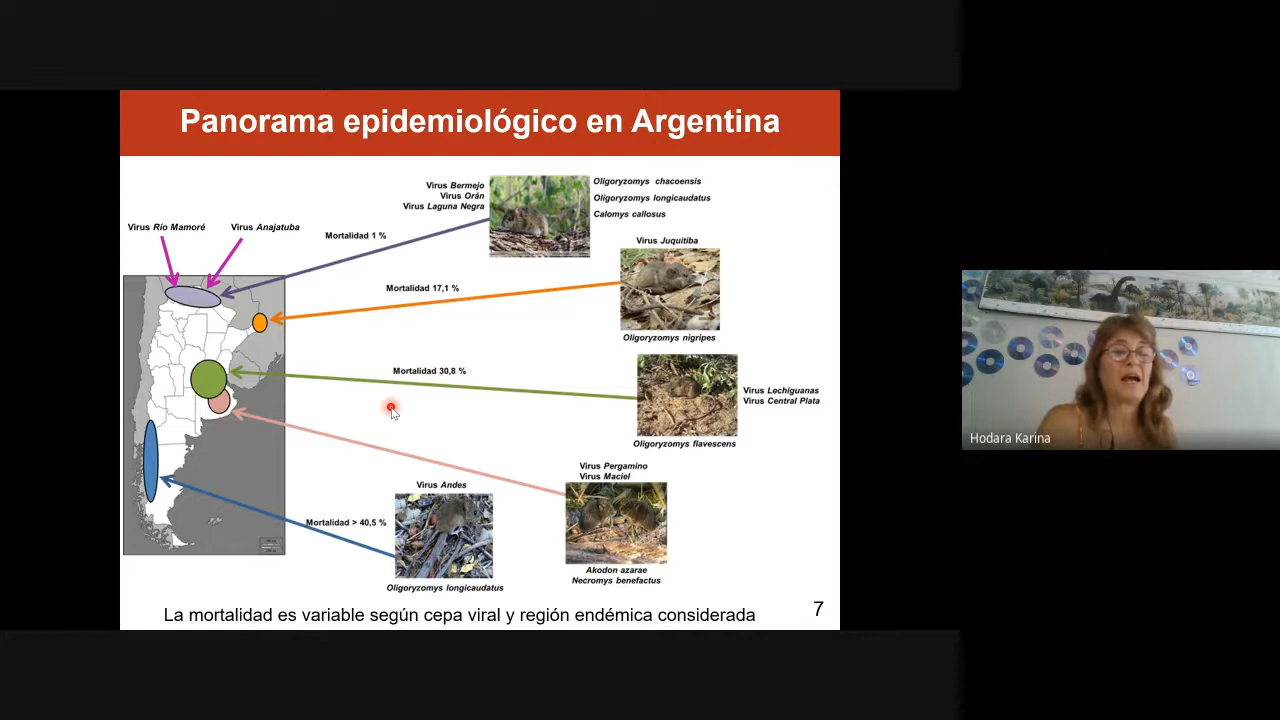 Panorama epidemiológico en Argentina
Virus Bermejo
Virus Orán
Virus Laguna Negra
Oligoryzomys chacoensis
Oligoryzomys longicaudatus
Calomys callosus
Virus Río Mamoré
Virus Anajatuba
Mortalidad 1 %
Virus Juquitiba
Mortalidad 17,1 %
Oligoryzomys nigripes
Mortalidad 30,8 %
Virus Lechiguanas
Virus Central Plata
Oligoryzomys flavescens
Virus Pergamino
Virus Maciel
Akodon azarae
Necromys benefactus
Virus Andes
Mortalidad > 40,5 %
Oligoryzomys longicaudatus
La mortalidad es variable según cepa viral y región endémica considerada
7
Hodara Karina